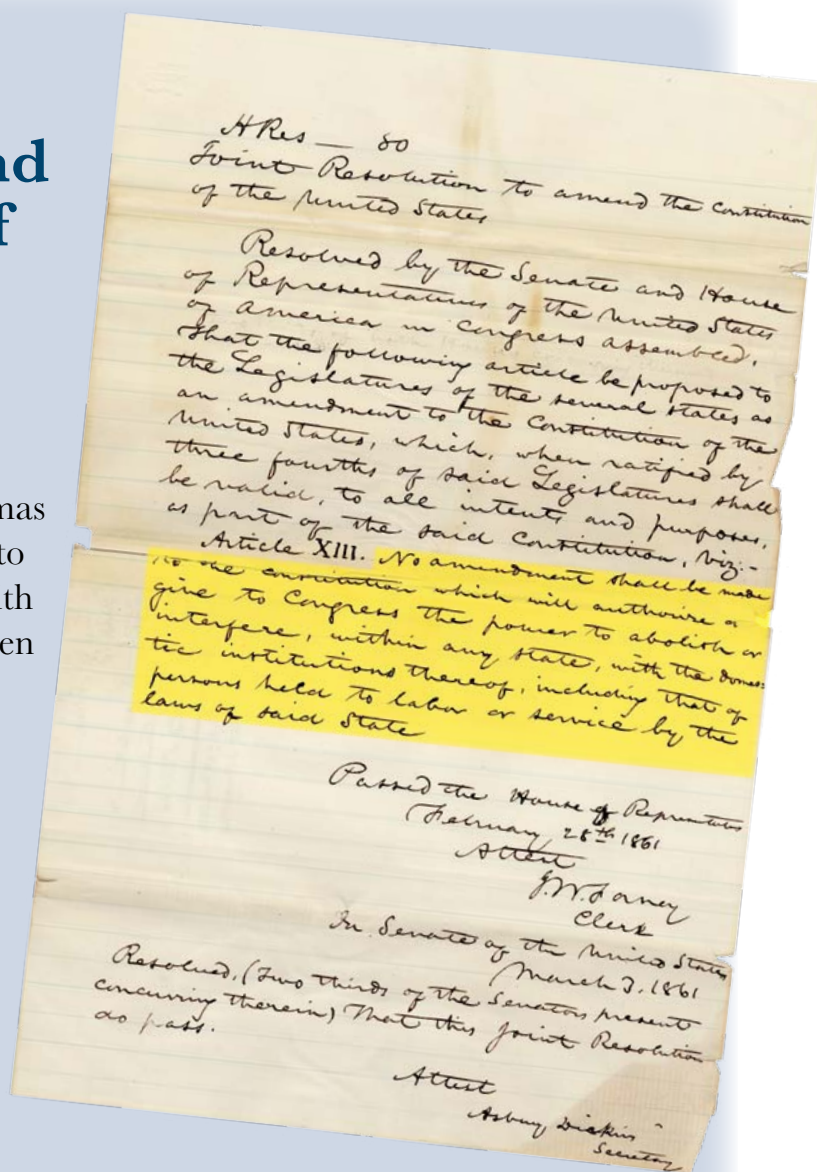 nd
f
mas
to
ith
en
H Res — 80
Joint Resolution to amend the Constitution
of the United States
Resolved by the Senate and House
of Representatives of the United States
of America in Congress assembled,
That the following article be proposed to
the Legislatures of the several states as
an amendment to the Constitution of the
United States, which, when ratified by
three fourths of said Legislatures shall
be valid, to all intents and purposes,
as part of the said Constitution, viz:-
Article XIII. No amendment shall be made
to the constitution which will authorize or
give to Congress the power to abolish or
interfere, within any state, with the domes=
tic institutions thereof, including that of
persons held to labor or service by the
laws of said State
Passed the House of Representatives
February 28th 1861
Attest
J.W. Forney
Clerk
In Senate of the United States
March 3, 1861
Resolved, (two thirds of the Senators present
concurring therein) That this Joint Resolution
do pass.
Attest
Asbury Dickins
Secretary